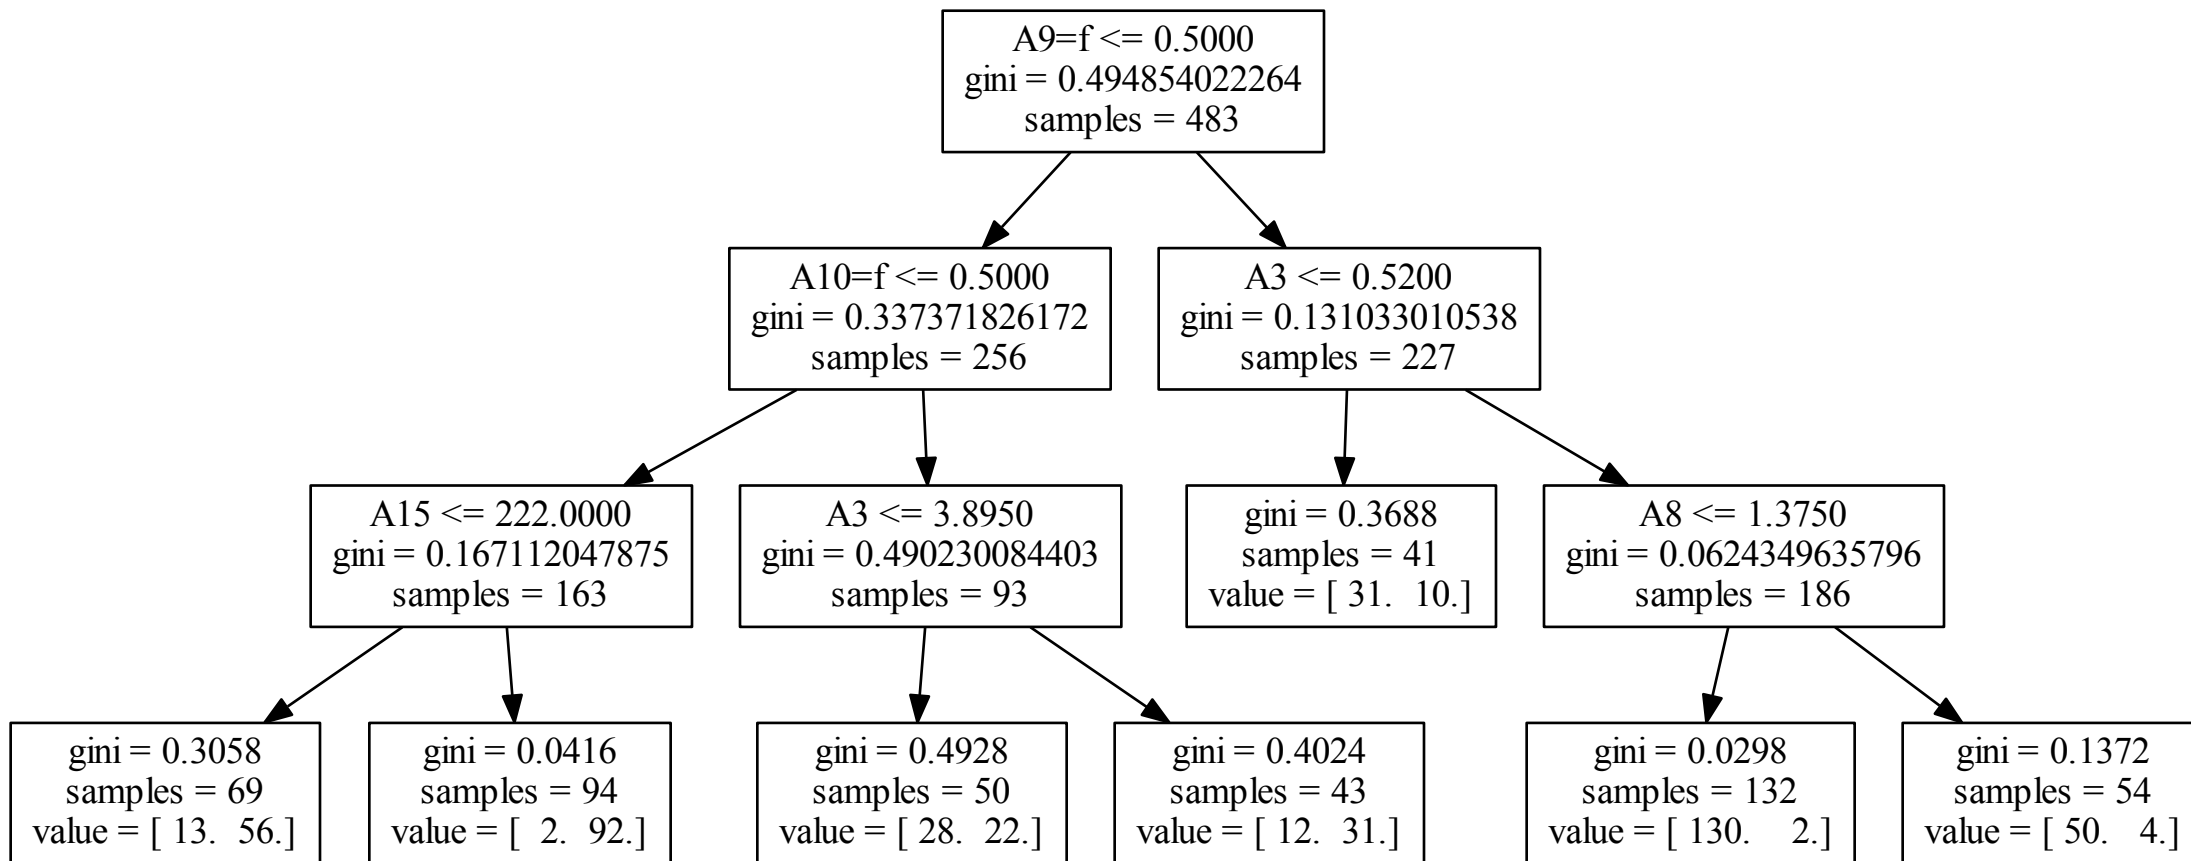 A9=f <= 0.5000
gini = 0.494854022264
samples = 483
A10=f <= 0.5000
gini = 0.337371826172
samples = 256
A3 <= 0.5200
gini = 0.131033010538
samples = 227
A15 <= 222.0000
gini = 0.167112047875
samples = 163
A3 <= 3.8950
gini = 0.490230084403
samples = 93
gini = 0.3688
samples = 41
value = [ 31.  10.]
A8 <= 1.3750
gini = 0.0624349635796
samples = 186
gini = 0.3058
samples = 69
value = [ 13.  56.]
gini = 0.0416
samples = 94
value = [  2.  92.]
gini = 0.4928
samples = 50
value = [ 28.  22.]
gini = 0.4024
samples = 43
value = [ 12.  31.]
gini = 0.0298
samples = 132
value = [ 130.    2.]
gini = 0.1372
samples = 54
value = [ 50.   4.]